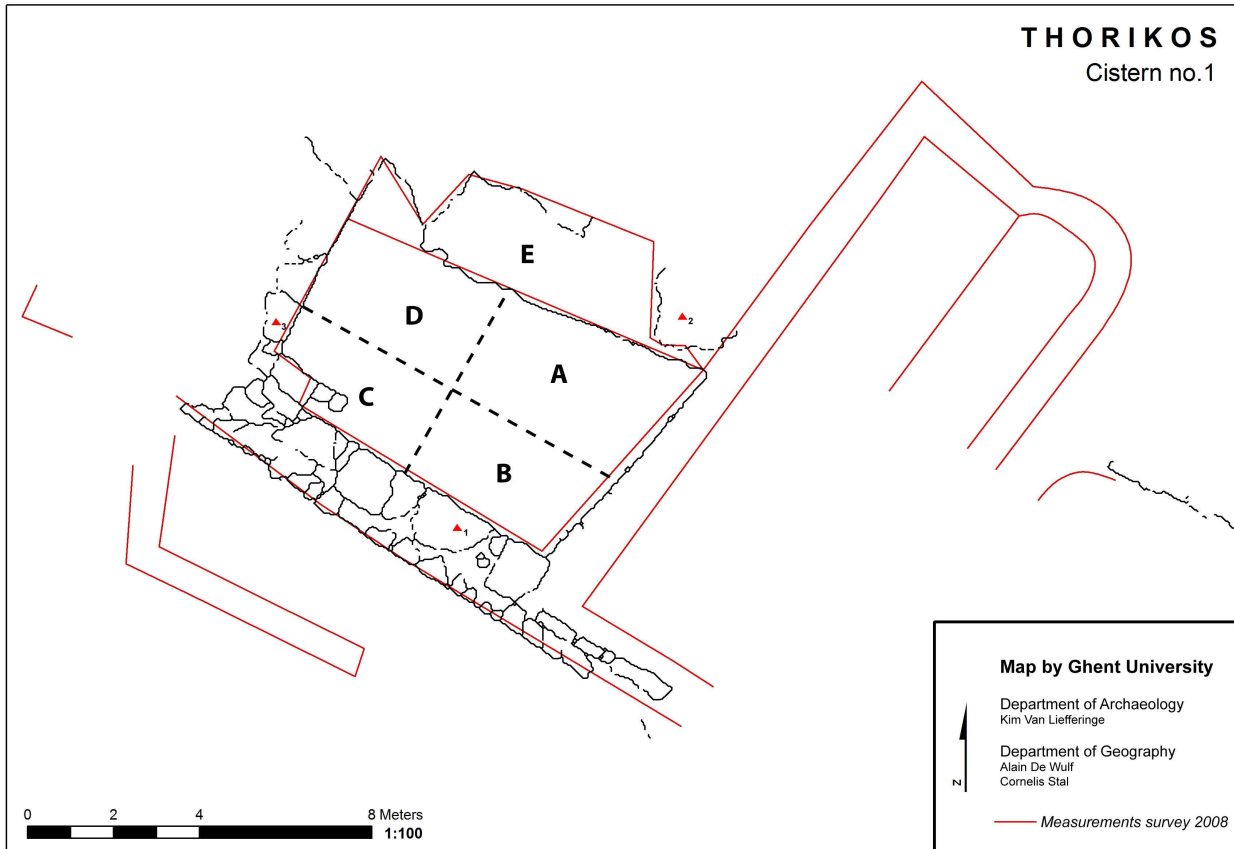 T H O R I K O S
Cistern no.1
E
2
D
3
A
C
B
1
Map by Ghent University
Department of Archaeology
Kim Van Liefferinge
Department of Geography
Alain De Wulf
Cornelis Stal
N
Measurements survey 2008
0 2 4 8 Meters
1:100